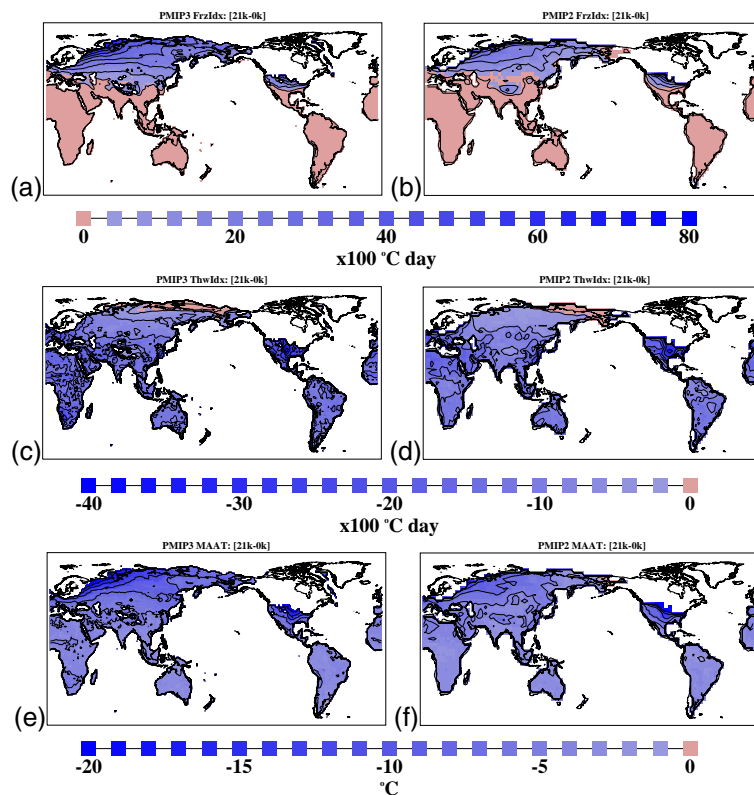 PMIP3 FrzIdx: [21k-0k]
PMIP2 FrzIdx: [21k-0k]
(a)
(b)
0 20 40 60 80
x100 °C day
PMIP3 ThwIdx: [21k-0k]
PMIP2 ThwIdx: [21k-0k]
(c)
(d)
-40 -30 -20 -10 0
x100 °C day
PMIP3 MAAT: [21k-0k]
PMIP2 MAAT: [21k-0k]
(e)
(f)
-20 -15 -10 -5 0
°C